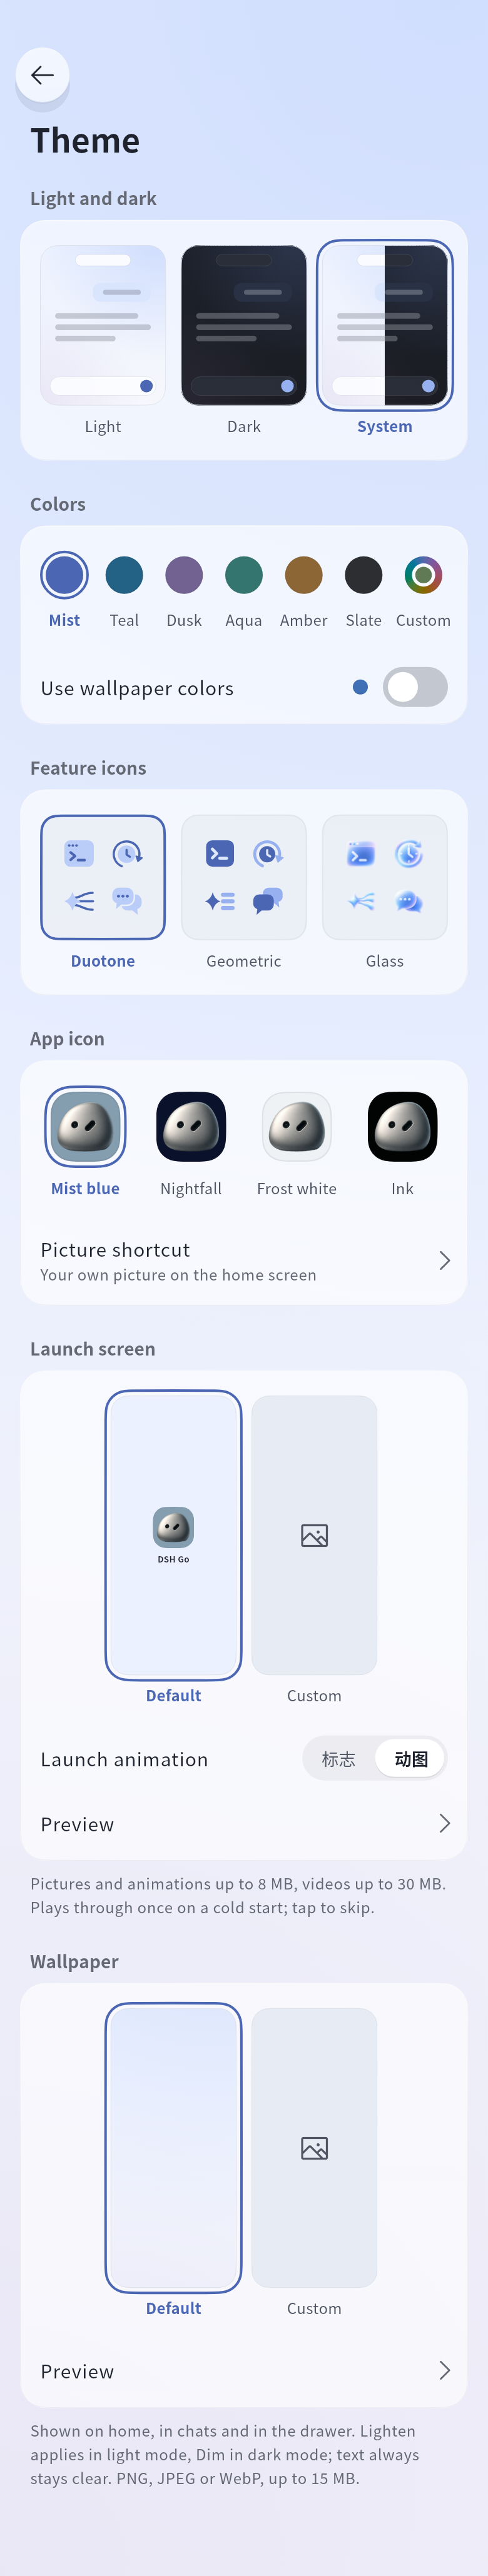 Theme
Light and dark
Light
Dark
System
Colors
Mist
Teal
Dusk
Aqua
Amber
Slate
Custom
Use wallpaper colors
Feature icons
Duotone
Geometric
Glass
App icon
Mist blue
Nightfall
Frost white
Ink
Picture shortcut
Your own picture on the home screen
Launch screen
DSH Go
Default
Custom
Launch animation
标志
动图
Preview
Pictures and animations up to 8 MB, videos up to 30 MB.
Plays through once on a cold start; tap to skip.
Wallpaper
Default
Custom
Preview
Shown on home, in chats and in the drawer. Lighten
applies in light mode, Dim in dark mode; text always
stays clear. PNG, JPEG or WebP, up to 15 MB.